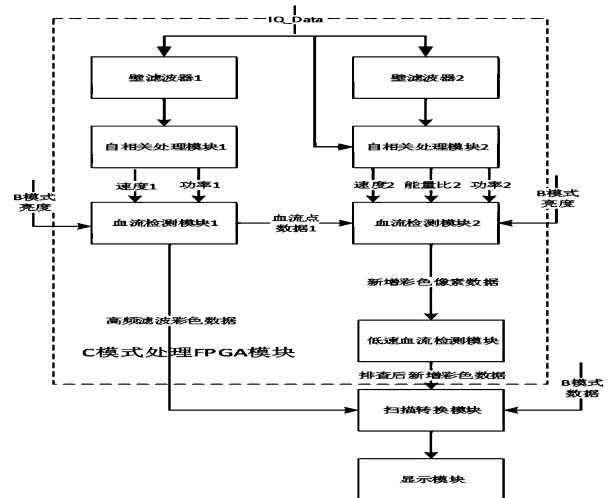 IQ_Data
壁滤波器1
壁滤波器2
自相关处理模块1
自相关处理模块2
速度1
功率1
速度2
能量比2
功率2
B模式
亮度
B模式
亮度
血流检测模块1
血流点
数据1
血流检测模块2
新增彩色像素数据
高频滤波彩色数据
低速血流检测模块
C模式处理FPGA模块
排查后新增彩色数据
B模式
数据
扫描转换模块
显示模块